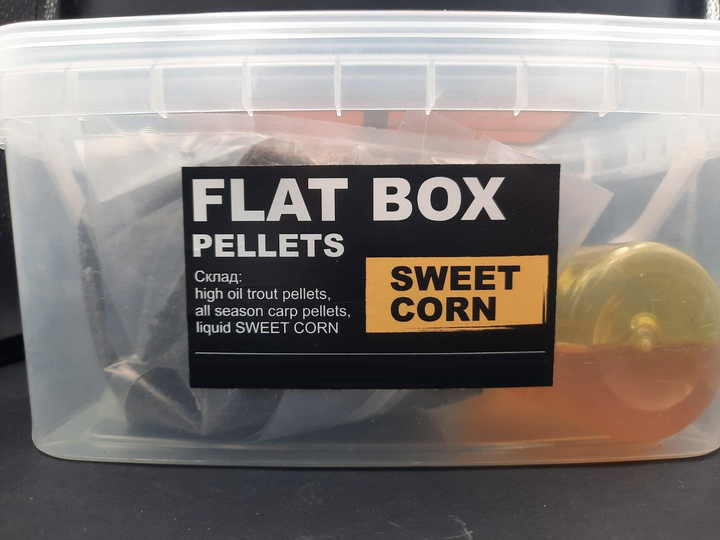 FLAT BOX
PELLETS
Склад:
high oil trout pellets,
all season carp pellets,
liquid SWEET CORN
SWEET
CORN